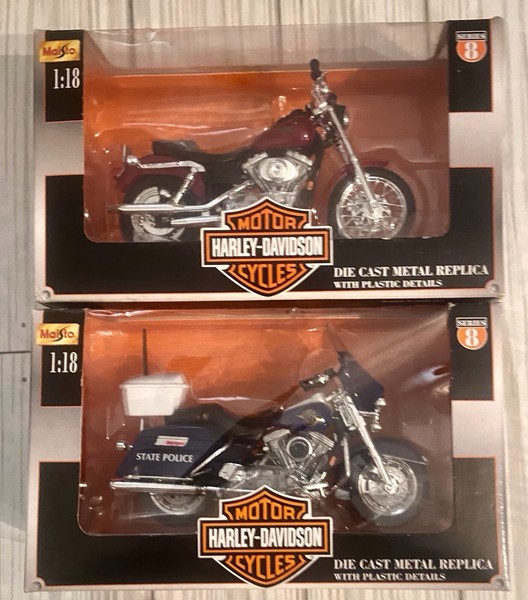 Maisto
1:18
SERIES
8
MOTOR
HARLEY-DAVIDSON
CYCLES
DIE CAST METAL REPLICA
WITH PLASTIC DETAILS
Maisto
1:18
SERIES
8
STATE POLICE
MOTOR
HARLEY-DAVIDSON
CYCLES
DIE CAST METAL REPLICA
WITH PLASTIC DETAILS